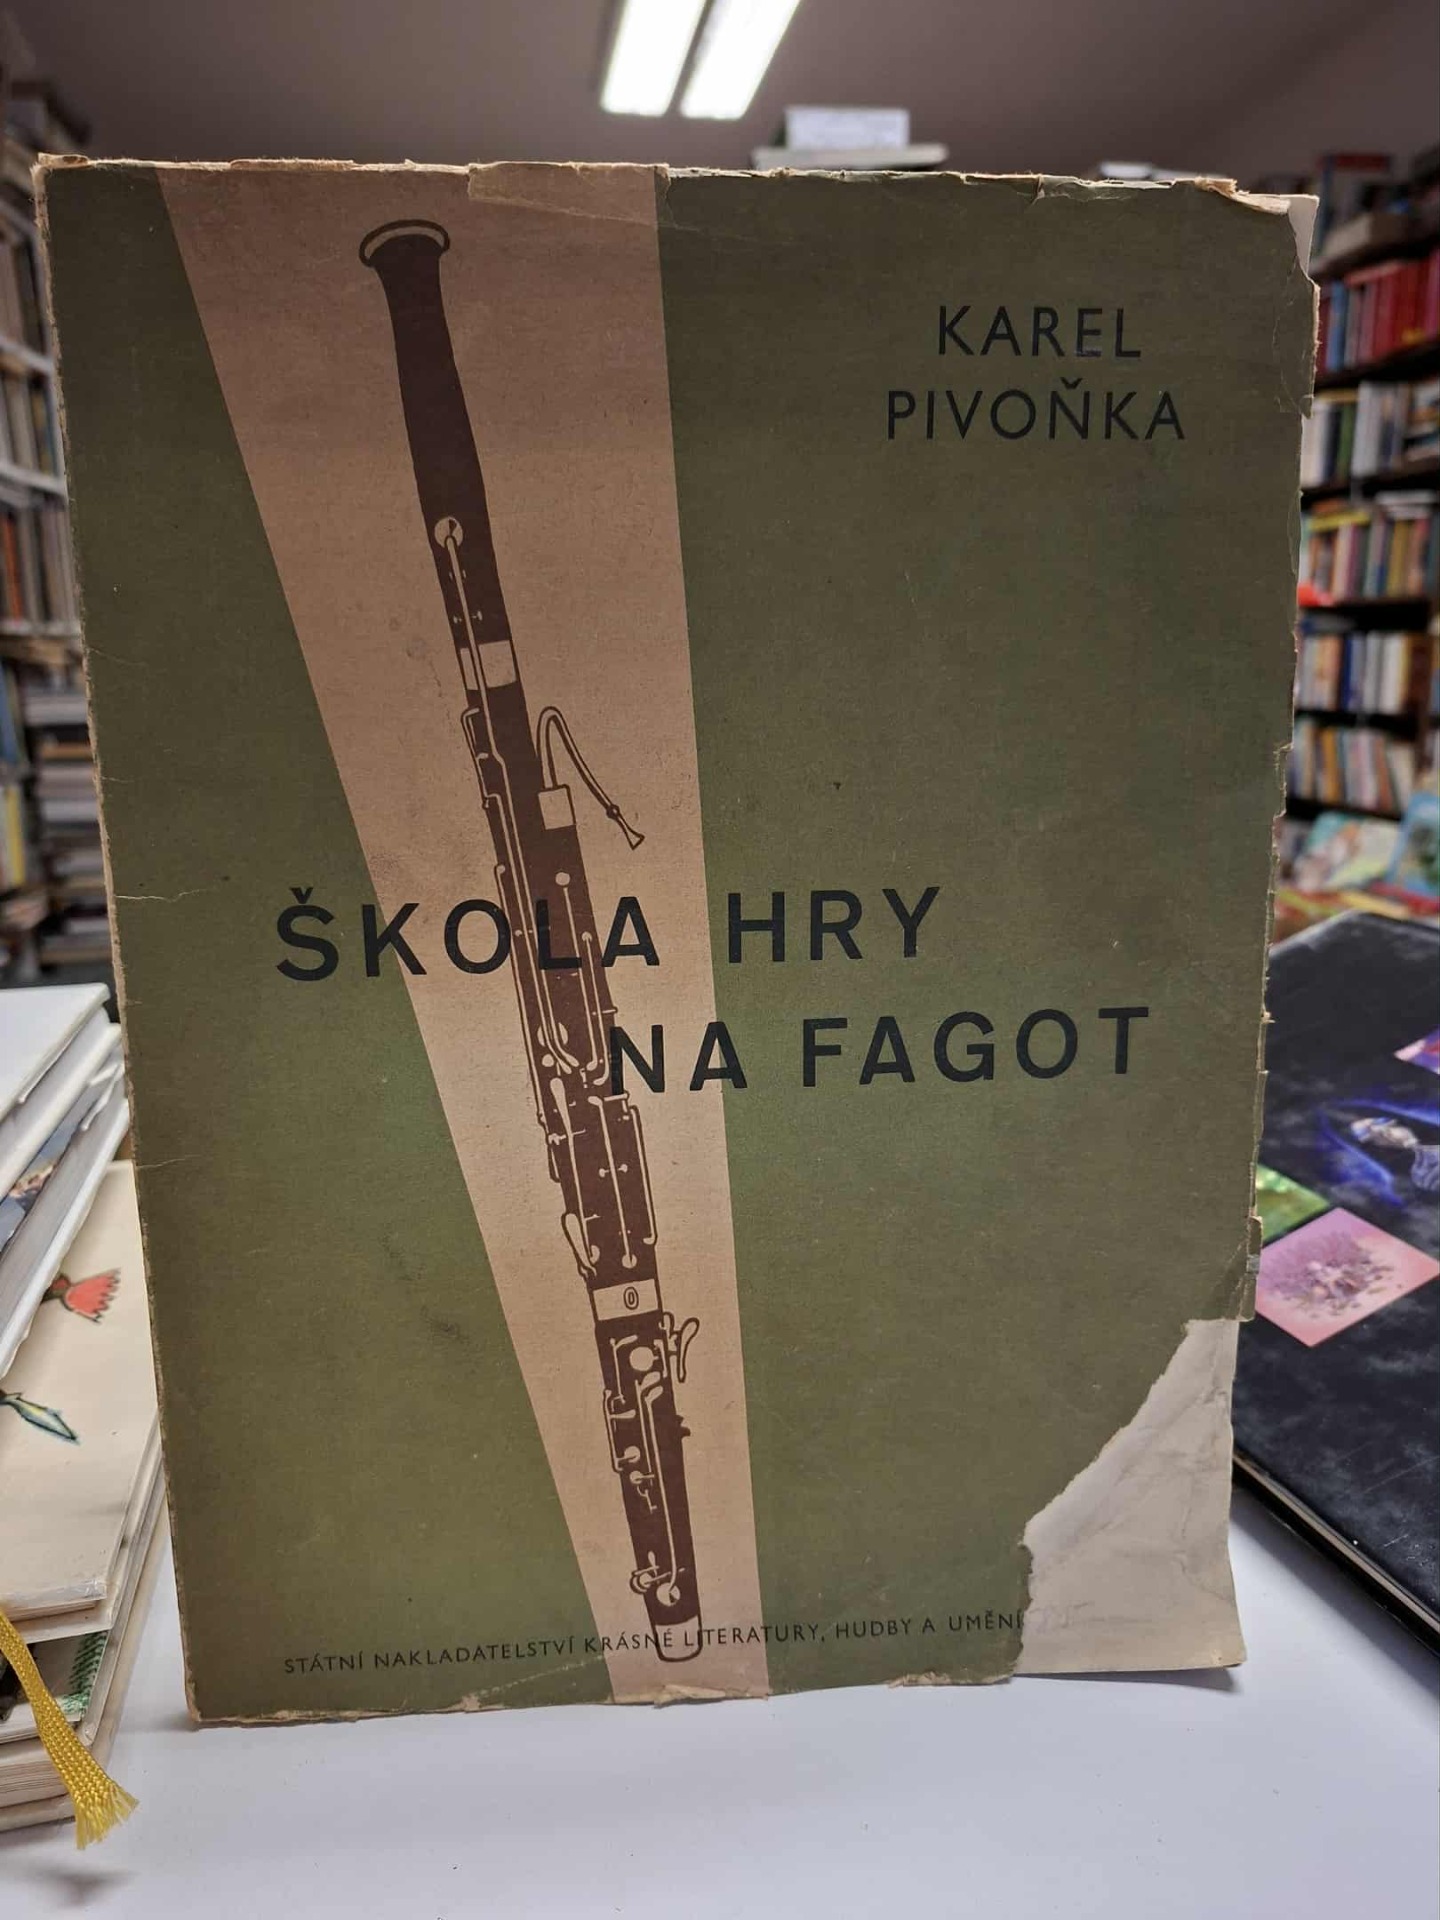 KAREL
PIVOŇKA
ŠKOLA HRY
NA FAGOT
STÁTNÍ NAKLADATELSTVÍ KRÁSNÉ LITERATURY, HUDBY A UMĚNÍ